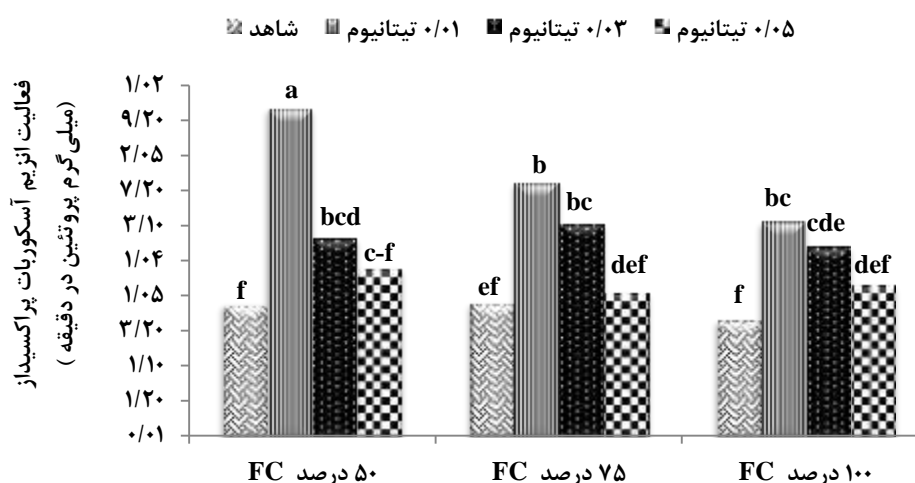 شاهد ۰/۰۱ تیتانیوم ۰/۰۳ تیتانیوم ۰/۰۵ تیتانیوم
فعالیت انزیم آسکوربات پراکسیداز
(میلی گرم پروتئین در دقیقه )
۱/۰۲
۹/۲۰
۲/۰۵
۷/۲۰
۳/۱۰
۱/۰۴
۱/۰۵
۳/۲۰
۱/۱۰
۱/۲۰
۰/۰۱
f a bcd c-f
ef b bc def
f bc cde def
۵۰ درصد FC
۷۵ درصد FC
۱۰۰ درصد FC